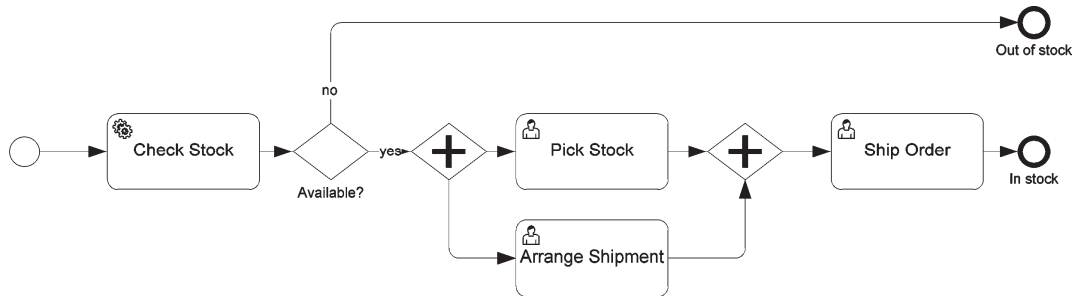 Out of stock
no
Check Stock
Available?
yes
Pick Stock
Ship Order
In stock
Arrange Shipment